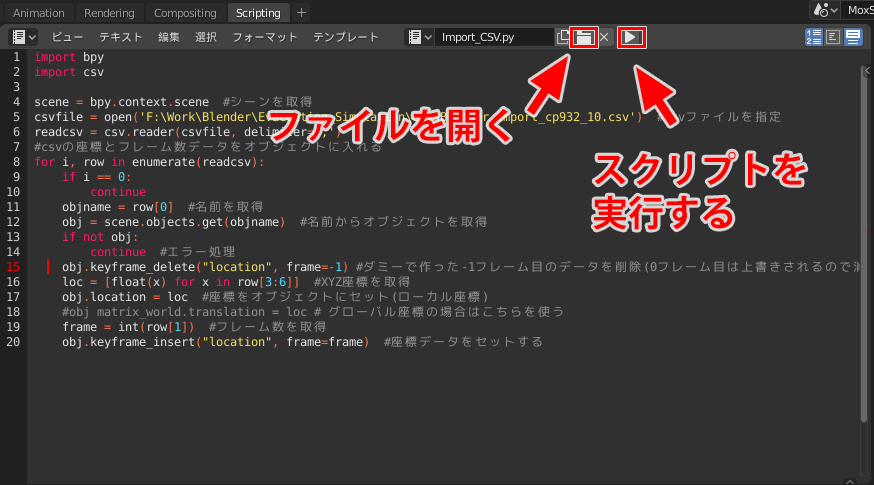 Animation Rendering Compositing Scripting + MoxS
ビュー テキスト 編集 選択 フォーマット テンプレート Import_CSV.py
1 import bpy
2 import csv
3
4 scene = bpy.context.scene #シーンを取得
5 csvfile = open('F:\Work\Blender\ mport_cp932_10.csv') vファイルを指定
6 readcsv = csv.reader(csvfile,
7 #csvの座標とフレーム数データをオブジェクトに入れる
8 for i, row in enumerate(readcsv):
9 if i == 0:
10 continue
11 objname = row[0] #名前を取得
12 obj = scene.objects.get(objname) #名前からオブジェクトを取得
13 if not obj:
14 continue #エラー処理
15 obj.keyframe_delete("location", frame=-1) #ダミーで作った-1フレーム目のデータを削除(0フレーム目は上書きされるので
16 loc = [float(x) for x in row[3:6]] #XYZ座標を取得
17 obj.location = loc #座標をオブジェクトにセット(ローカル座標)
18 #obj matrix_world.translation = loc # グローバル座標の場合はこちらを使う
19 frame = int(row[1]) #フレーム数を取得
20 obj.keyframe_insert("location", frame=frame) #座標データをセットする
ファイルを開く
スクリプトを
実行する